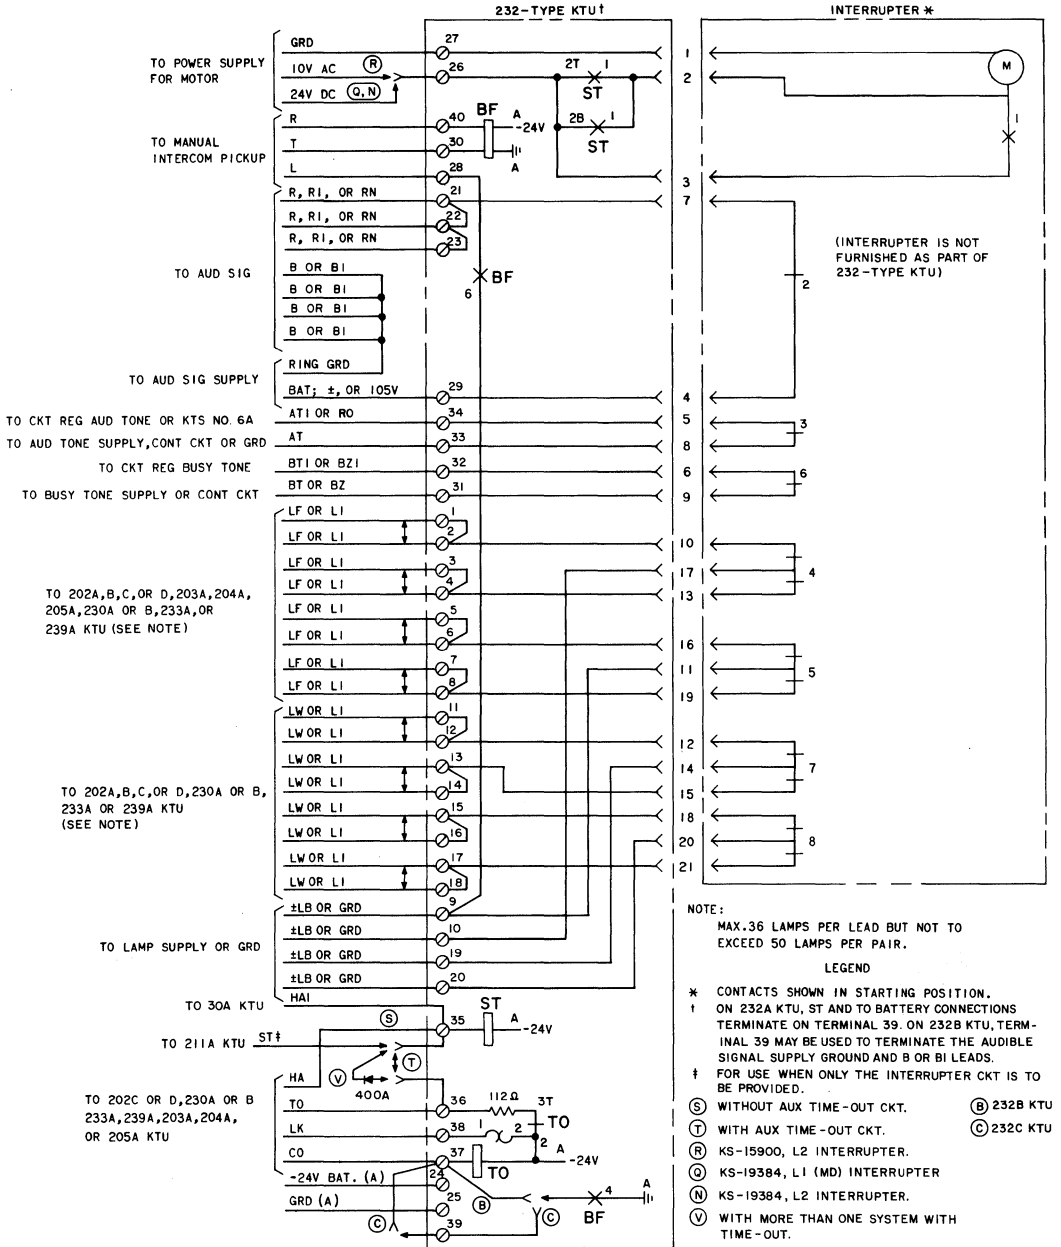 232-TYPE KTU†
INTERRUPTER *
TO POWER SUPPLY
FOR MOTOR
GRD
27
1
M
10V AC
R
26
2T
1
ST
2
24V DC
Q, N
TO MANUAL
INTERCOM PICKUP
R
40
BF
A
-24V
2B
1
ST
1
T
30
A
L
28
3
TO AUD SIG
R, R1, OR RN
21
7
R, R1, OR RN
22
R, R1, OR RN
23
(INTERRUPTER IS NOT
FURNISHED AS PART OF
232-TYPE KTU)
B OR B1
BF
6
2
B OR B1
B OR B1
B OR B1
TO AUD SIG SUPPLY
RING GRD
BAT; ±, OR 105V
29
4
TO CKT REG AUD TONE OR KTS NO. 6A
AT1 OR RO
34
5
3
TO AUD TONE SUPPLY, CONT CKT OR GRD
AT
33
8
TO CKT REG BUSY TONE
BT1 OR BZ1
32
6
6
TO BUSY TONE SUPPLY OR CONT CKT
BT OR BZ
31
9
LF OR L1
1
LF OR L1
2
10
LF OR L1
3
17
4
LF OR L1
4
13
TO 202A,B,C,OR D,203A,204A,
205A,230A OR B,233A,OR
239A KTU (SEE NOTE)
LF OR L1
5
LF OR L1
6
16
LF OR L1
7
11
5
LF OR L1
8
19
LW OR L1
11
LW OR L1
12
12
LW OR L1
13
14
7
LW OR L1
14
15
TO 202A,B,C,OR D,230A OR B,
233A OR 239A KTU
(SEE NOTE)
LW OR L1
15
18
LW OR L1
16
20
8
LW OR L1
17
21
LW OR L1
18
TO LAMP SUPPLY OR GRD
±LB OR GRD
9
±LB OR GRD
10
±LB OR GRD
19
±LB OR GRD
20
TO 30A KTU
HA1
S
35
ST
A
-24V
TO 211A KTU
ST‡
T
V
400A
TO 202C OR D,230A OR B
233A,239A,203A,204A,
OR 205A KTU
HA
TO
36
112Ω
3T
TO
LK
38
1
2
2
CO
37
TO
A
-24V
-24V BAT. (A)
24
GRD (A)
25
B
C
4
BF
A
C
39
NOTE:
MAX.36 LAMPS PER LEAD BUT NOT TO
EXCEED 50 LAMPS PER PAIR.
LEGEND
* CONTACTS SHOWN IN STARTING POSITION.
† ON 232A KTU, ST AND TO BATTERY CONNECTIONS
TERMINATE ON TERMINAL 39. ON 232B KTU, TERM-
INAL 39 MAY BE USED TO TERMINATE THE AUDIBLE
SIGNAL SUPPLY GROUND AND B OR B1 LEADS.
‡ FOR USE WHEN ONLY THE INTERRUPTER CKT IS TO
BE PROVIDED.
S WITHOUT AUX TIME-OUT CKT.
B 232B KTU
T WITH AUX TIME-OUT CKT.
C 232C KTU
R KS-15900, L2 INTERRUPTER.
Q KS-19384, L1 (MD) INTERRUPTER
N KS-19384, L2 INTERRUPTER.
V WITH MORE THAN ONE SYSTEM WITH
TIME-OUT.